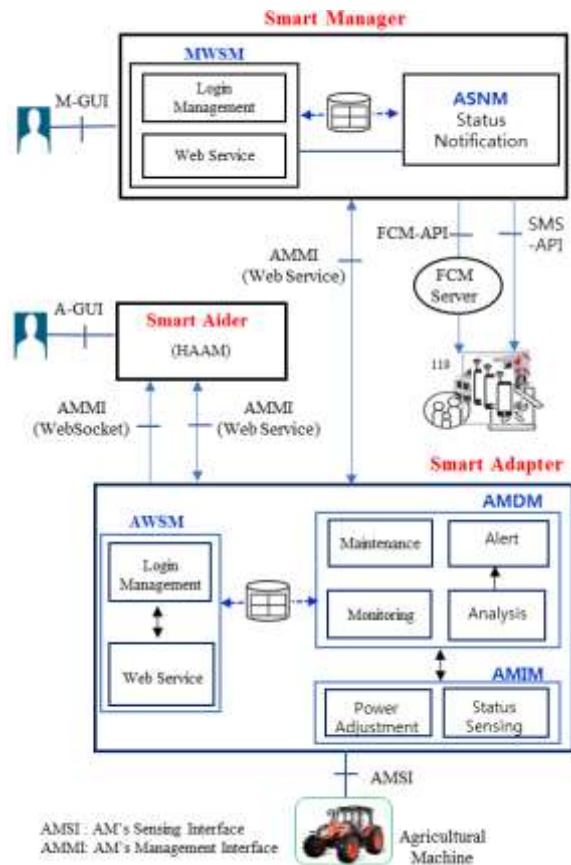 Smart Manager
MWSM
Login
Management
Web Service
ASNM
Status
Notification
M-GUI
FCM-API
SMS
-API
AMMI
(Web Service)
FCM
Server
A-GUI
Smart Aider
(HAAM)
119
AMMI
(WebSocket)
AMMI
(Web Service)
Smart Adapter
AWSM
Login
Management
Web Service
AMDM
Maintenance
Alert
Monitoring
Analysis
AMIM
Power
Adjustment
Status
Sensing
AMSI
AMSI : AM's Sensing Interface
AMMI: AM's Management Interface
Agricultural
Machine